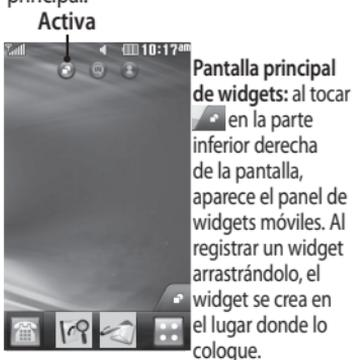 principal.
Activa
10:17am
Pantalla principal
de widgets: al tocar
en la parte
inferior derecha
de la pantalla,
aparece el panel de
widgets móviles. Al
registrar un widget
arrastrándolo, el
widget se crea en
el lugar donde lo
coloque.